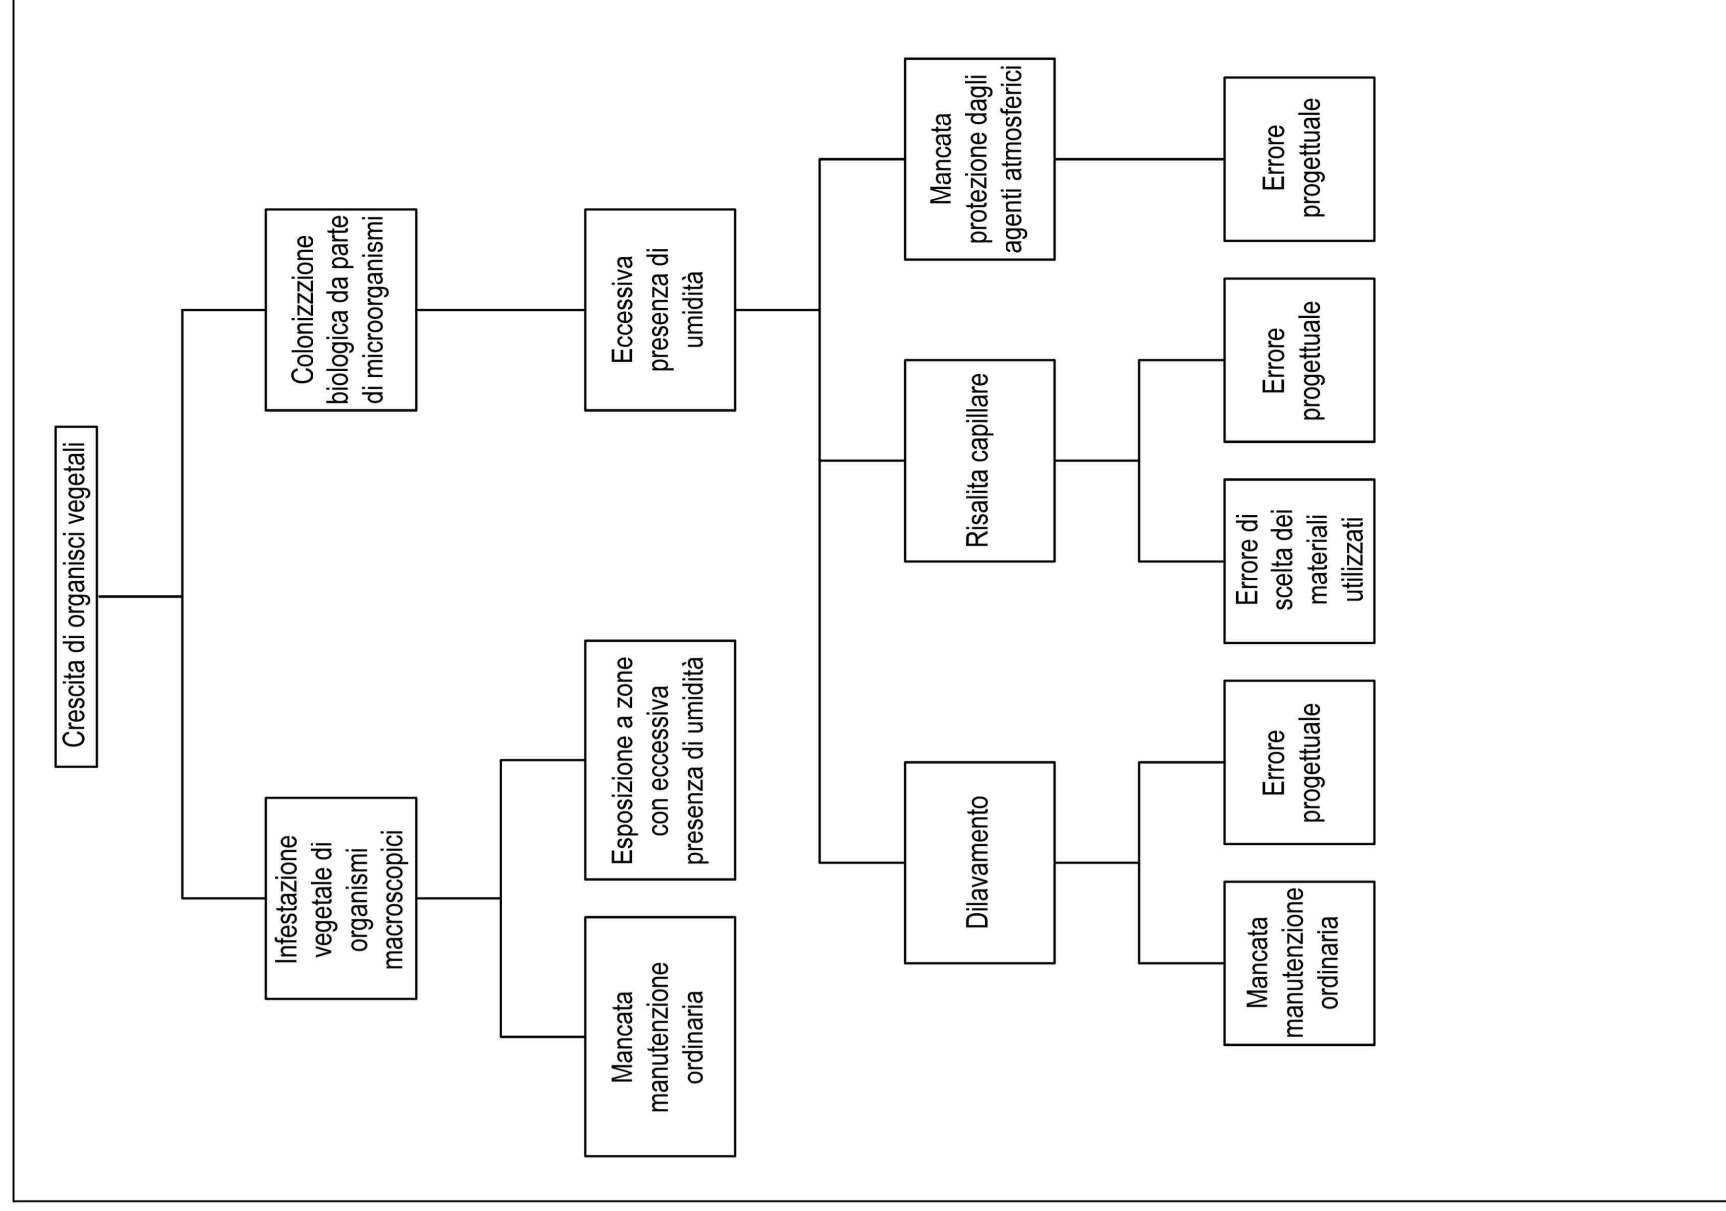 Crescita di organisci vegetali
Infestazione
vegetale di
organismi
macroscopici
Colonizzzione
biologica da parte
di microorganismi
Mancata
manutenzione
ordinaria
Esposizione a zone
con eccessiva
presenza di umidità
Eccessiva
presenza di
umidità
Dilavamento
Risalita capillare
Mancata
protezione dagli
agenti atmosferici
Mancata
manutenzione
ordinaria
Errore
progettuale
Errore di
scelta dei
materiali
utilizzati
Errore
progettuale
Errore
progettuale